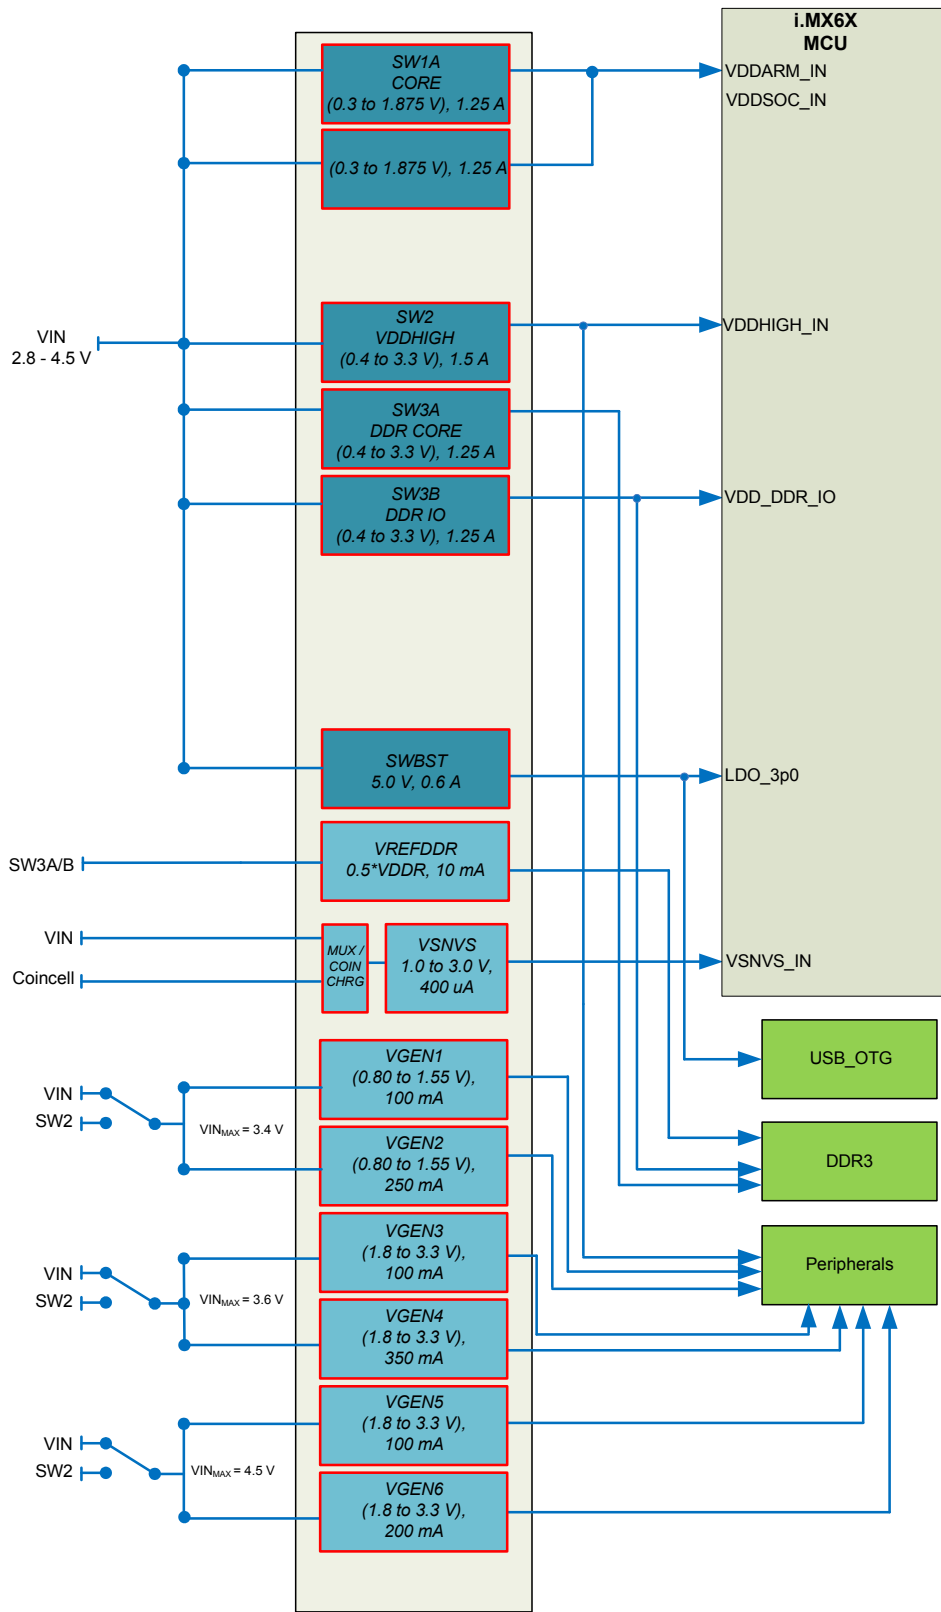 i.MX6X
MCU
SW1A
CORE
(0.3 to 1.875 V), 1.25 A
VDDARM_IN
VDDSOC_IN
(0.3 to 1.875 V), 1.25 A
VIN
2.8 - 4.5 V
SW2
VDDHIGH
(0.4 to 3.3 V), 1.5 A
VDDHIGH_IN
SW3A
DDR CORE
(0.4 to 3.3 V), 1.25 A
SW3B
DDR IO
(0.4 to 3.3 V), 1.25 A
VDD_DDR_IO
SWBST
5.0 V, 0.6 A
LDO_3p0
SW3A/B
VREFDDR
0.5*VDDR, 10 mA
VIN
Coincell
MUX /
COIN
CHRG
VSNVS
1.0 to 3.0 V,
400 uA
VSNVS_IN
USB_OTG
VIN
SW2
VINMAX = 3.4 V
VGEN1
(0.80 to 1.55 V),
100 mA
VGEN2
(0.80 to 1.55 V),
250 mA
DDR3
VIN
SW2
VINMAX = 3.6 V
VGEN3
(1.8 to 3.3 V),
100 mA
VGEN4
(1.8 to 3.3 V),
350 mA
Peripherals
VIN
SW2
VINMAX = 4.5 V
VGEN5
(1.8 to 3.3 V),
100 mA
VGEN6
(1.8 to 3.3 V),
200 mA